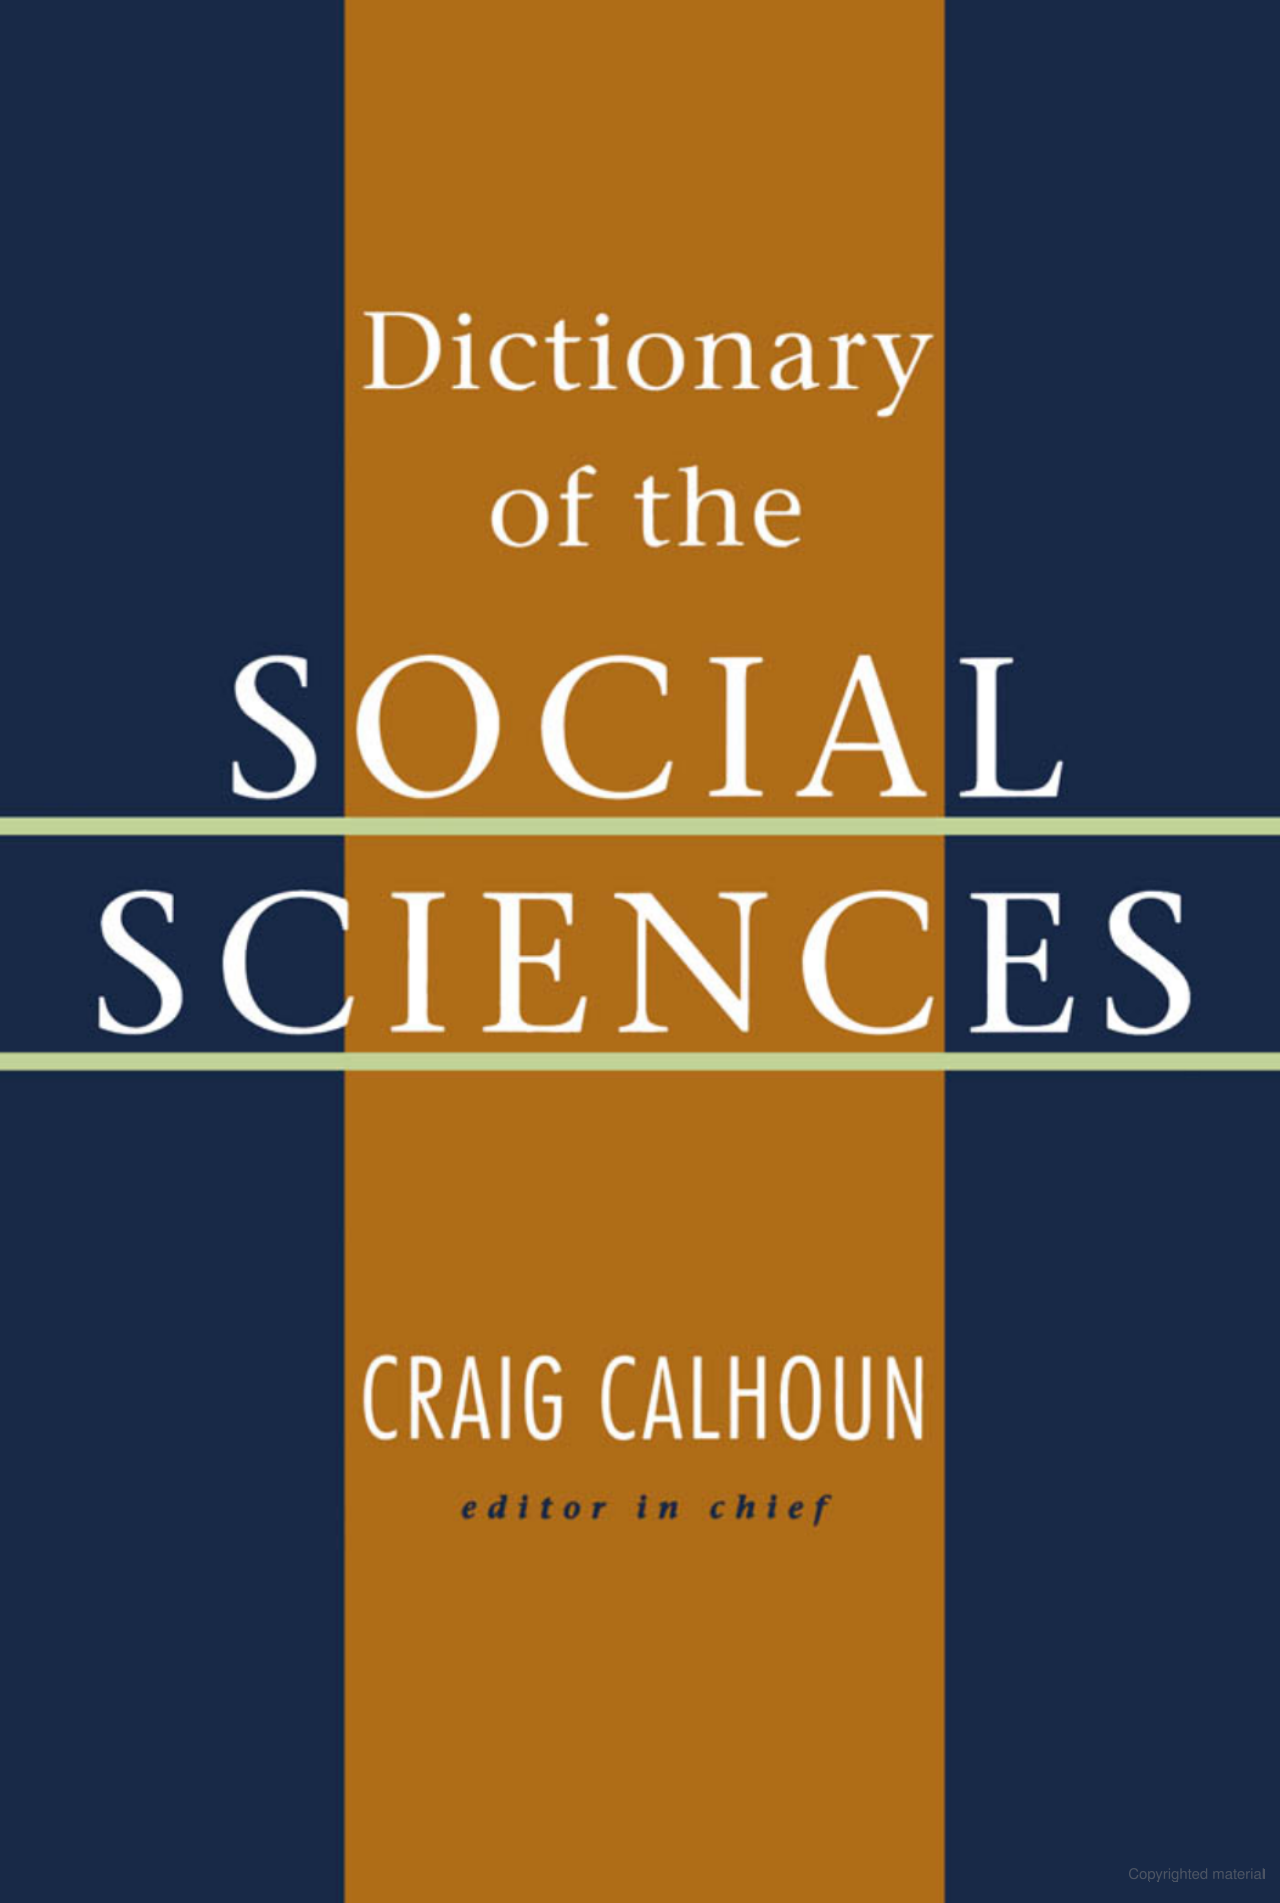 Dictionary
of the
SOCIAL
SCIENCES
CRAIG CALHOUN
editor in chief
Copyrighted material